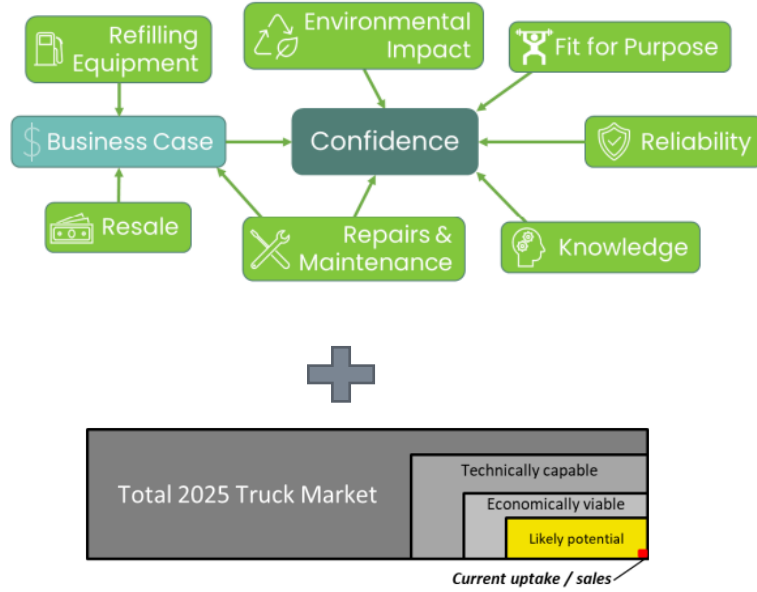 Refilling
Equipment
Environmental
Impact
Fit for Purpose
$ Business Case
Confidence
Reliability
Resale
Repairs &
Maintenance
Knowledge
Total 2025 Truck Market
Technically capable
Economically viable
Likely potential
Current uptake / sales